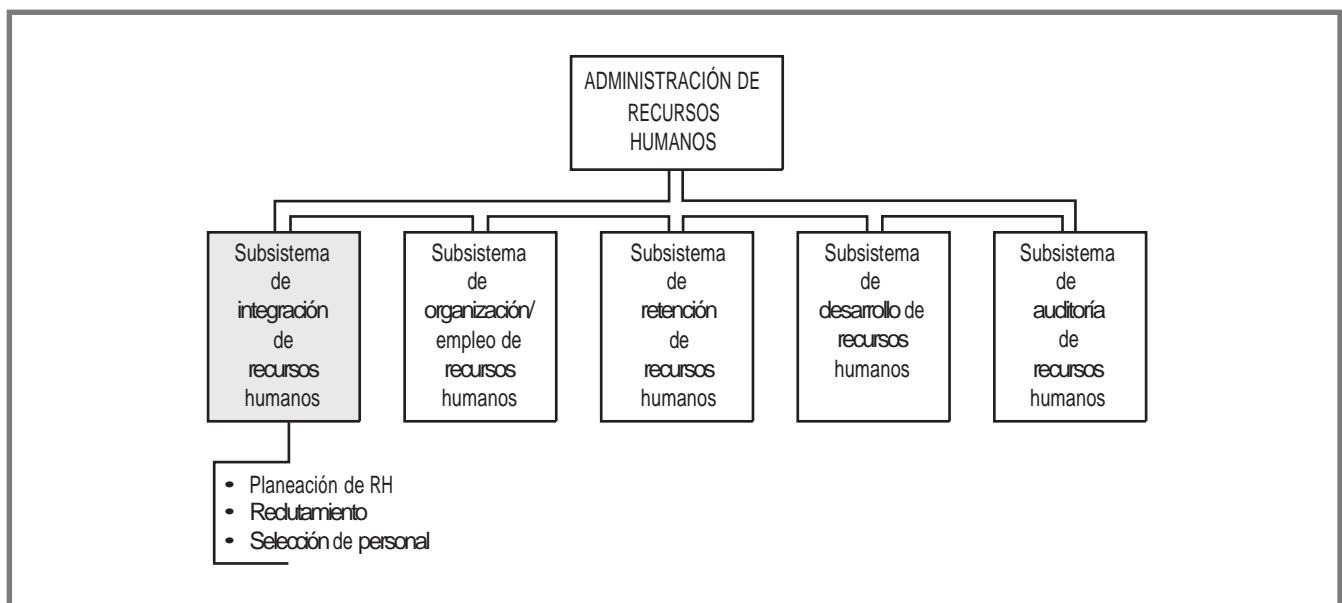 ADMINISTRACIÓN DE
RECURSOS
HUMANOS
Subsistema
de
integración
de
recursos
humanos
Subsistema
de
organización/
empleo de
recursos
humanos
Subsistema
de
retención
de
recursos
humanos
Subsistema
de
desarrollo de
recursos
humanos
Subsistema
de
auditoría
de
recursos
humanos
• Planeación de RH
• Reclutamiento
• Selección de personal